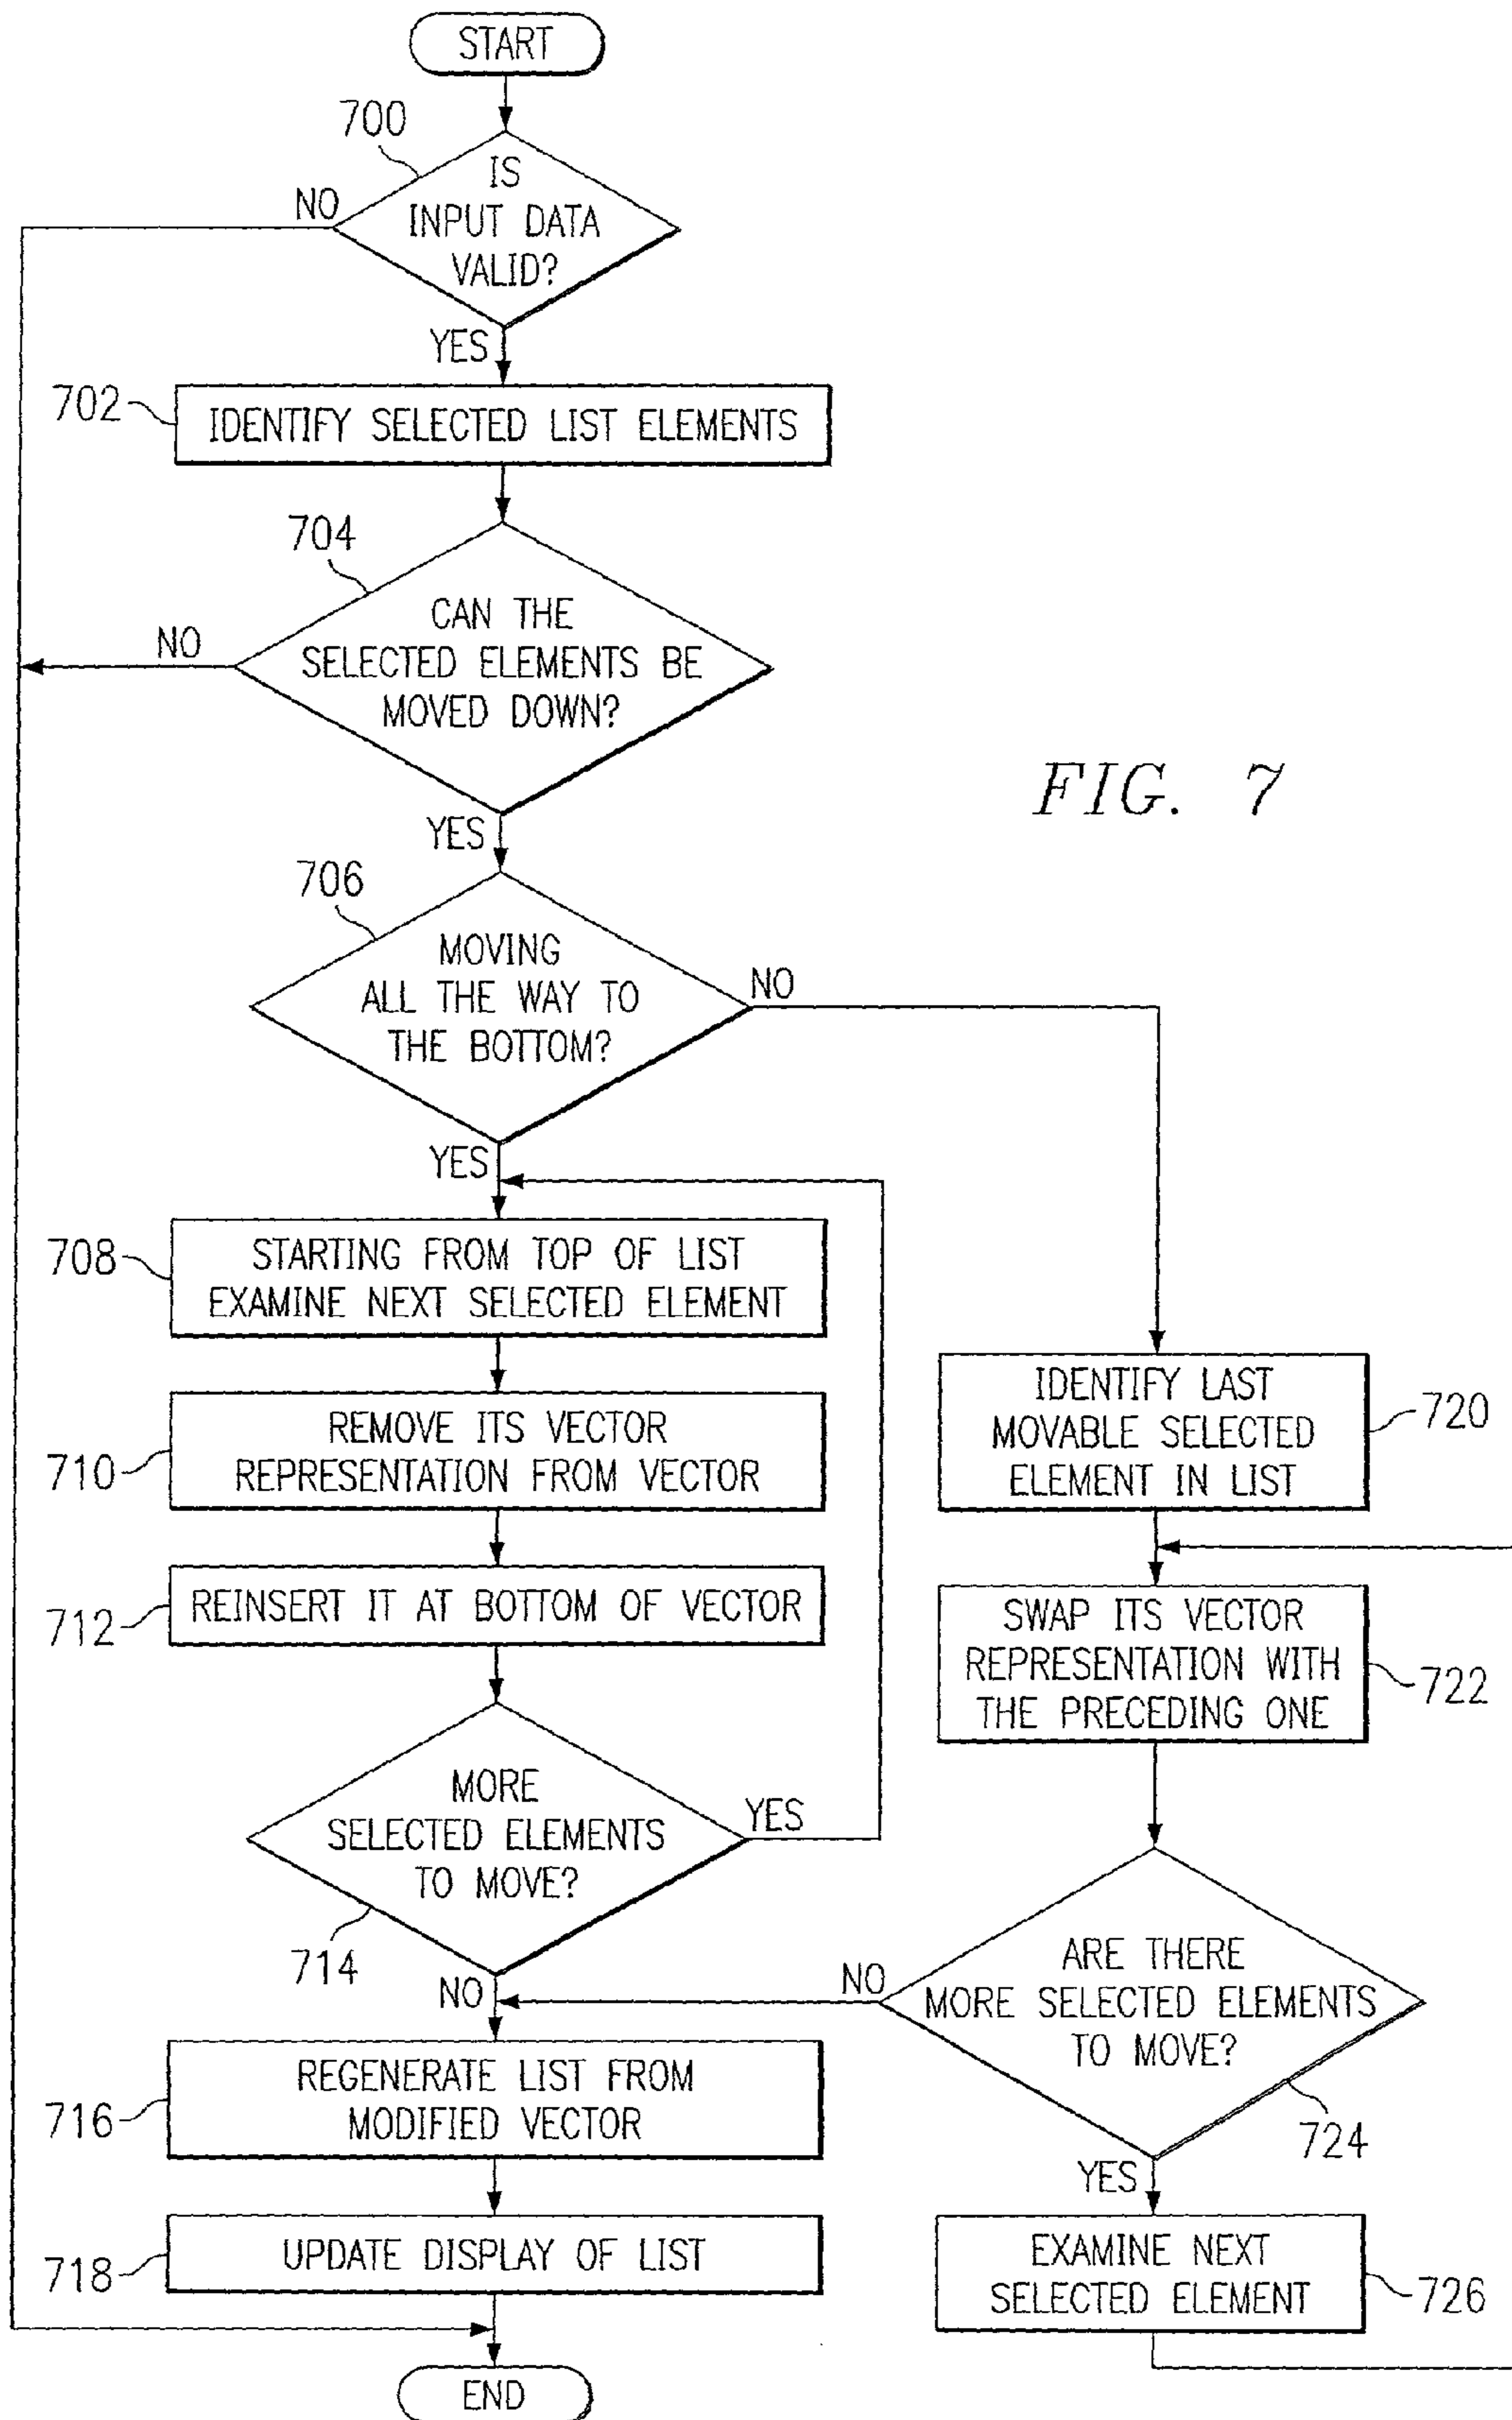 START
700
IS
INPUT DATA
VALID?
NO
YES
702
IDENTIFY SELECTED LIST ELEMENTS
704
CAN THE
SELECTED ELEMENTS BE
MOVED DOWN?
NO
YES
FIG. 7
706
MOVING
ALL THE WAY TO
THE BOTTOM?
NO
YES
708
STARTING FROM TOP OF LIST
EXAMINE NEXT SELECTED ELEMENT
710
REMOVE ITS VECTOR
REPRESENTATION FROM VECTOR
712
REINSERT IT AT BOTTOM OF VECTOR
714
MORE
SELECTED ELEMENTS
TO MOVE?
YES
NO
716
REGENERATE LIST FROM
MODIFIED VECTOR
718
UPDATE DISPLAY OF LIST
END
720
IDENTIFY LAST
MOVABLE SELECTED
ELEMENT IN LIST
722
SWAP ITS VECTOR
REPRESENTATION WITH
THE PRECEDING ONE
724
ARE THERE
MORE SELECTED ELEMENTS
TO MOVE?
NO
YES
726
EXAMINE NEXT
SELECTED ELEMENT